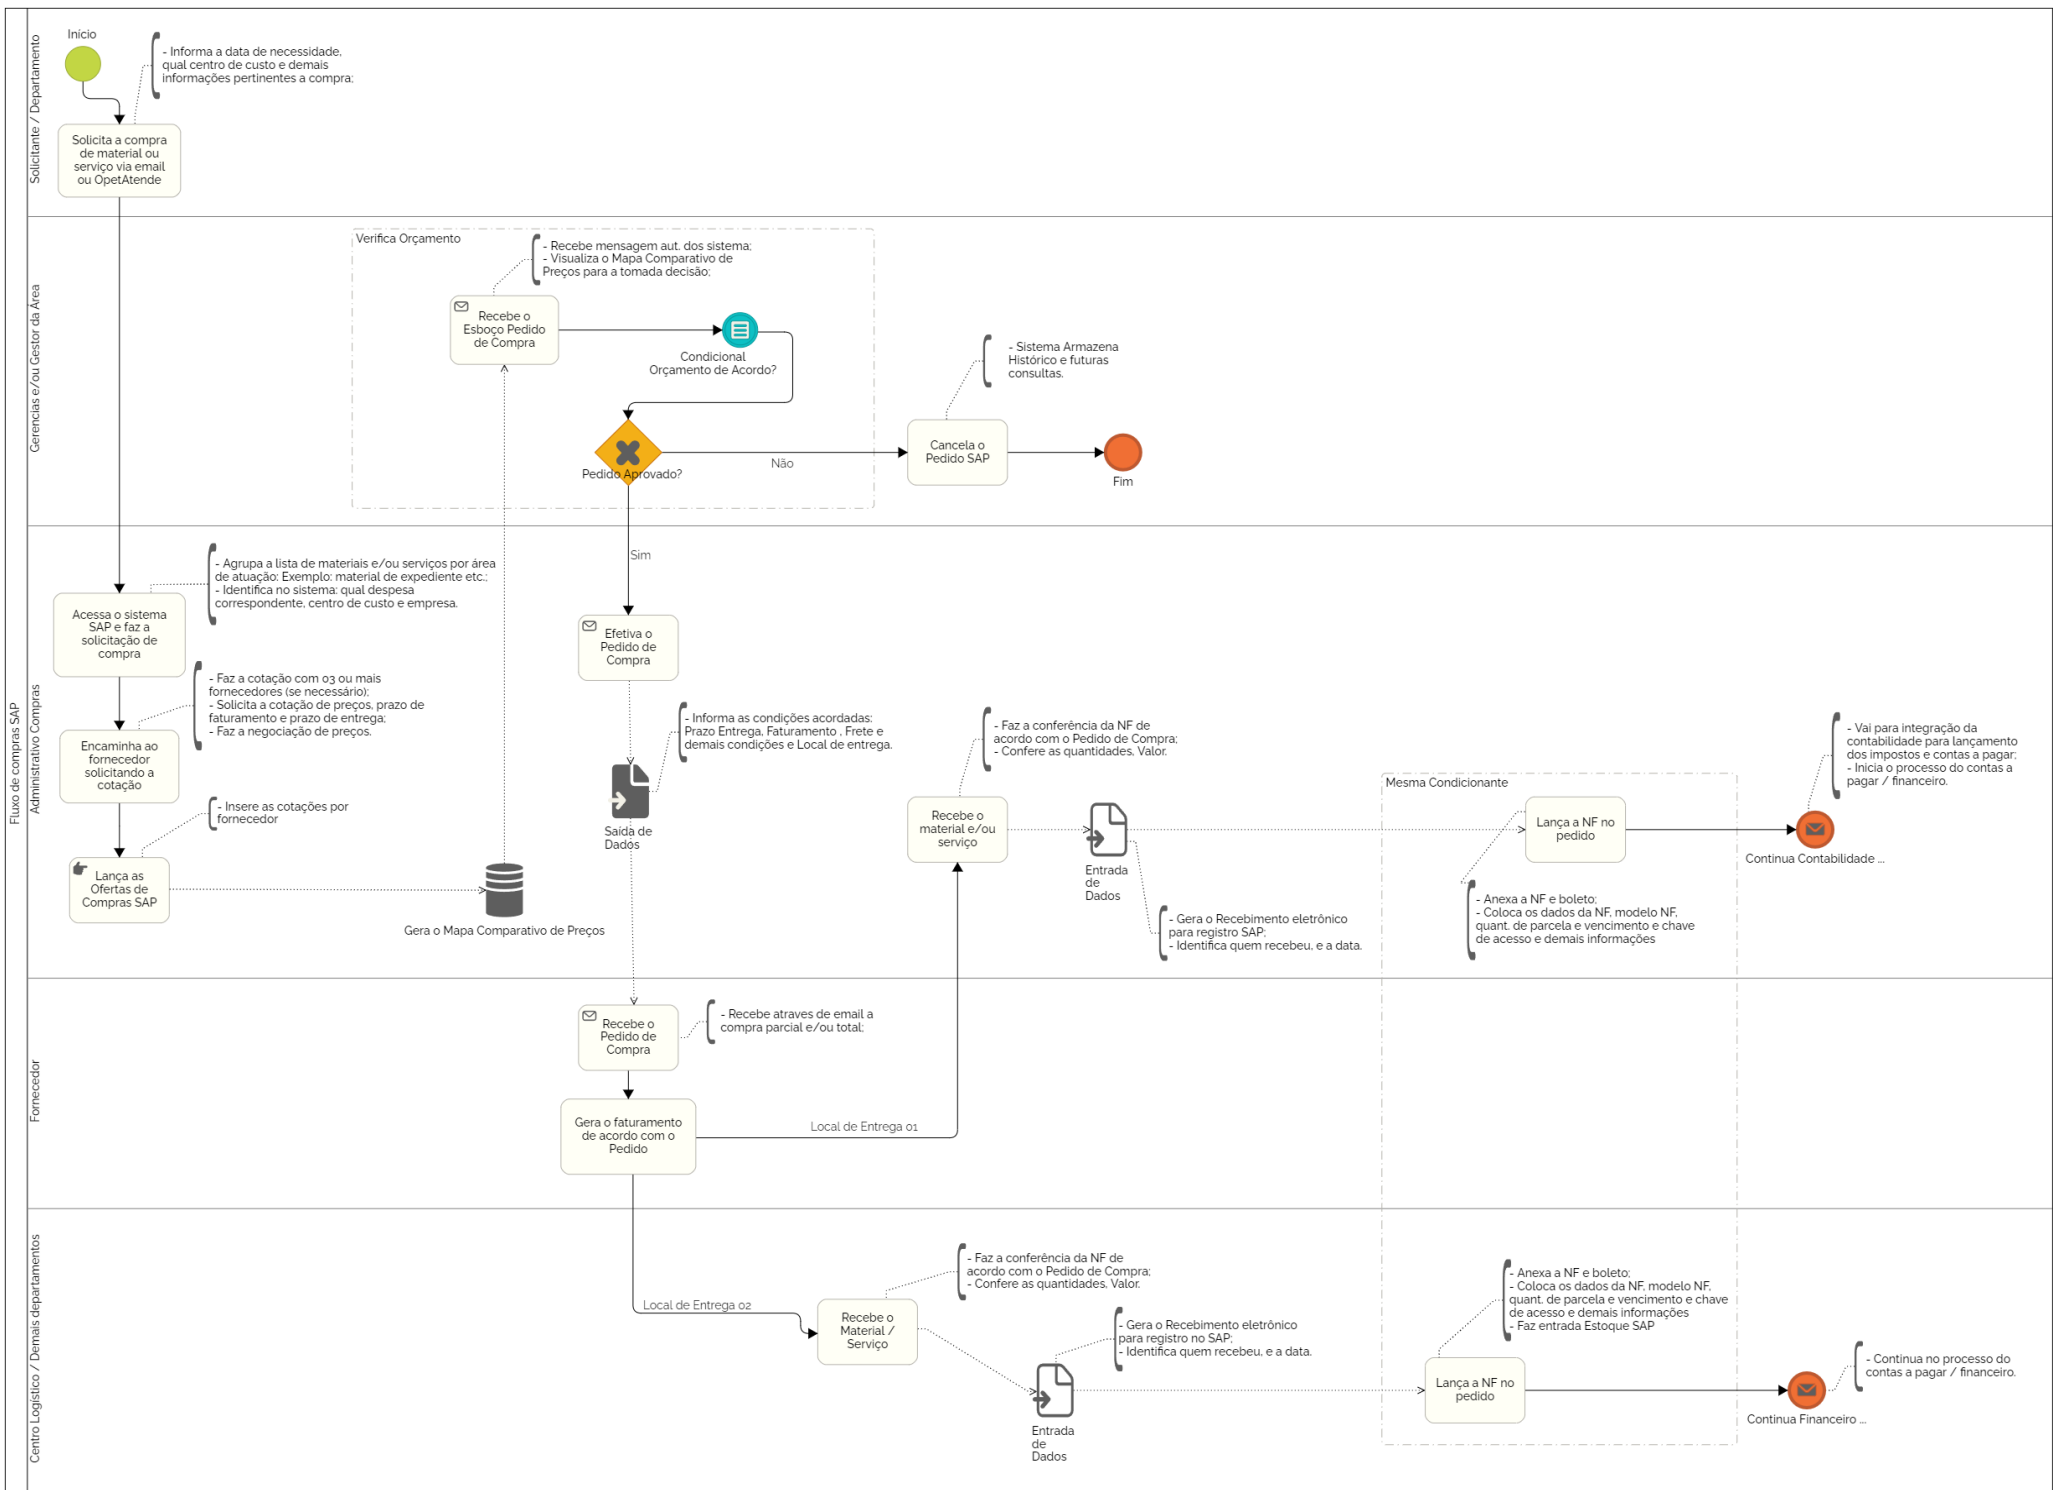 Fluxo de compras SAP
Solicitante / Departamento
Início
- Informa a data de necessidade,
qual centro de custo e demais
informações pertinentes a compra;
Solicita a compra
de material ou
serviço via email
ou OpetAtende
Gerencias e/ou Gestor da Área
Verifica Orçamento
- Recebe mensagem aut. dos sistema;
- Visualiza o Mapa Comparativo de
Preços para a tomada decisão;
Recebe o
Esboço Pedido
de Compra
Condicional
Orçamento de Acordo?
- Sistema Armazena
Histórico e futuras
consultas.
Pedido Aprovado?
Não
Cancela o
Pedido SAP
Fim
Sim
Administrativo Compras
- Agrupa a lista de materiais e/ou serviços por área
de atuação: Exemplo: material de expediente etc.;
- Identifica no sistema: qual despesa
correspondente, centro de custo e empresa.
Acessa o sistema
SAP e faz a
solicitação de
compra
Efetiva o
Pedido de
Compra
- Faz a cotação com 03 ou mais
fornecedores (se necessário);
- Solicita a cotação de preços, prazo de
faturamento e prazo de entrega;
- Faz a negociação de preços.
Encaminha ao
fornecedor
solicitando a
cotação
- Informa as condições acordadas:
Prazo Entrega, Faturamento , Frete e
demais condições e Local de entrega.
- Insere as cotações por
fornecedor
Saída de
Dados
Lança as
Ofertas de
Compras SAP
Gera o Mapa Comparativo de Preços
- Faz a conferência da NF de
acordo com o Pedido de Compra;
- Confere as quantidades, Valor.
Recebe o
material e/ou
serviço
Entrada
de
Dados
- Gera o Recebimento eletrônico
para registro SAP;
- Identifica quem recebeu, e a data.
Mesma Condicionante
Lança a NF no
pedido
- Anexa a NF e boleto;
- Coloca os dados da NF, modelo NF,
quant. de parcela e vencimento e chave
de acesso e demais informações
- Vai para integração da
contabilidade para lançamento
dos impostos e contas a pagar;
- Inicia o processo do contas a
pagar / financeiro.
Continua Contabilidade ...
Fornecedor
Recebe o
Pedido de
Compra
- Recebe atraves de email a
compra parcial e/ou total;
Gera o faturamento
de acordo com o
Pedido
Local de Entrega 01
Centro Logístico / Demais departamentos
Local de Entrega 02
- Faz a conferência da NF de
acordo com o Pedido de Compra;
- Confere as quantidades, Valor.
Recebe o
Material /
Serviço
- Gera o Recebimento eletrônico
para registro no SAP;
- Identifica quem recebeu, e a data.
Entrada
de
Dados
- Anexa a NF e boleto;
- Coloca os dados da NF, modelo NF,
quant. de parcela e vencimento e chave
de acesso e demais informações
- Faz entrada Estoque SAP
Lança a NF no
pedido
- Continua no processo do
contas a pagar / financeiro.
Continua Financeiro ...